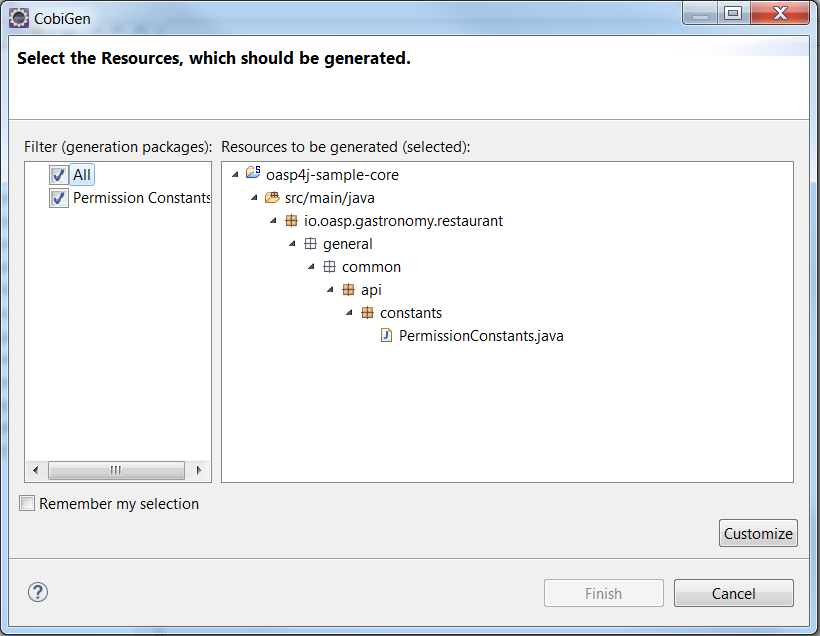 CobiGen
Select the Resources, which should be generated.
Filter (generation packages):
Resources to be generated (selected):
All
Permission Constants
oasp4j-sample-core
src/main/java
io.oasp.gastronomy.restaurant
general
common
api
constants
PermissionConstants.java
Remember my selection
Customize
?
Finish
Cancel